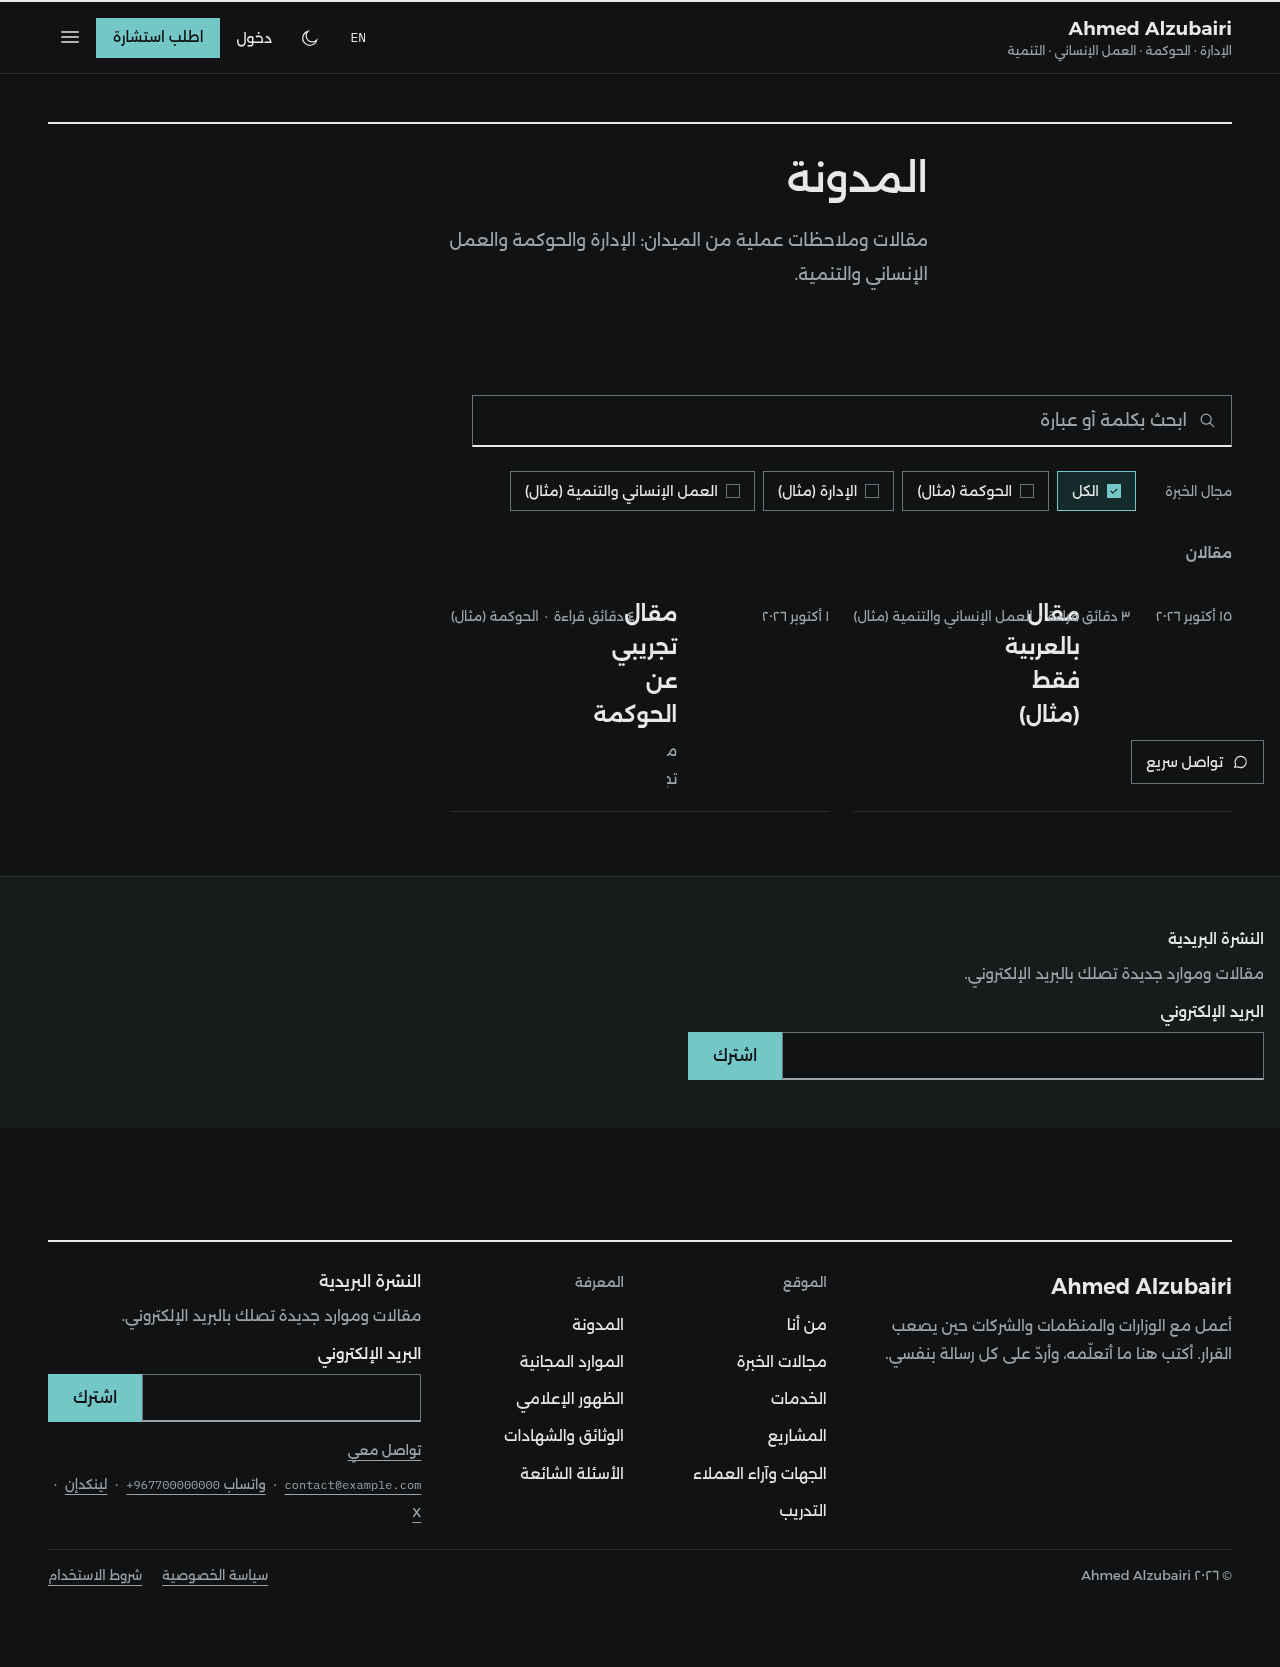 Ahmed Alzubairi
الإدارة · الحوكمة · العمل الإنساني · التنمية
EN
دخول
اطلب استشارة
المدونة
مقالات وملاحظات عملية من الميدان: الإدارة والحوكمة والعمل
الإنساني والتنمية.
ابحث بكلمة أو عبارة
مجال الخبرة
الكل
الحوكمة (مثال)
الإدارة (مثال)
العمل الإنساني والتنمية (مثال)
مقالان
١٥ أكتوبر ٢٠٢٦
٣ دقائق قراءة
العمل الإنساني والتنمية (مثال)
مقال
بالعربية
فقط
(مثال)
١ أكتوبر ٢٠٢٦
دقائق قراءة · الحوكمة (مثال)
مقال
تجريبي
عن
الحوكمة
تواصل سريع
النشرة البريدية
مقالات وموارد جديدة تصلك بالبريد الإلكتروني.
البريد الإلكتروني
اشترك
Ahmed Alzubairi
أعمل مع الوزارات والمنظمات والشركات حين يصعب
القرار. أكتب هنا ما أتعلّمه، وأردّ على كل رسالة بنفسي.
الموقع
من أنا
مجالات الخبرة
الخدمات
المشاريع
الجهات وآراء العملاء
التدريب
المعرفة
المدونة
الموارد المجانية
الظهور الإعلامي
الوثائق والشهادات
الأسئلة الشائعة
النشرة البريدية
مقالات وموارد جديدة تصلك بالبريد الإلكتروني.
البريد الإلكتروني
اشترك
تواصل معي
contact@example.com · واتساب +967700000000 · لينكدإن ·
X
© ٢٠٢٦ Ahmed Alzubairi
سياسة الخصوصية
شروط الاستخدام